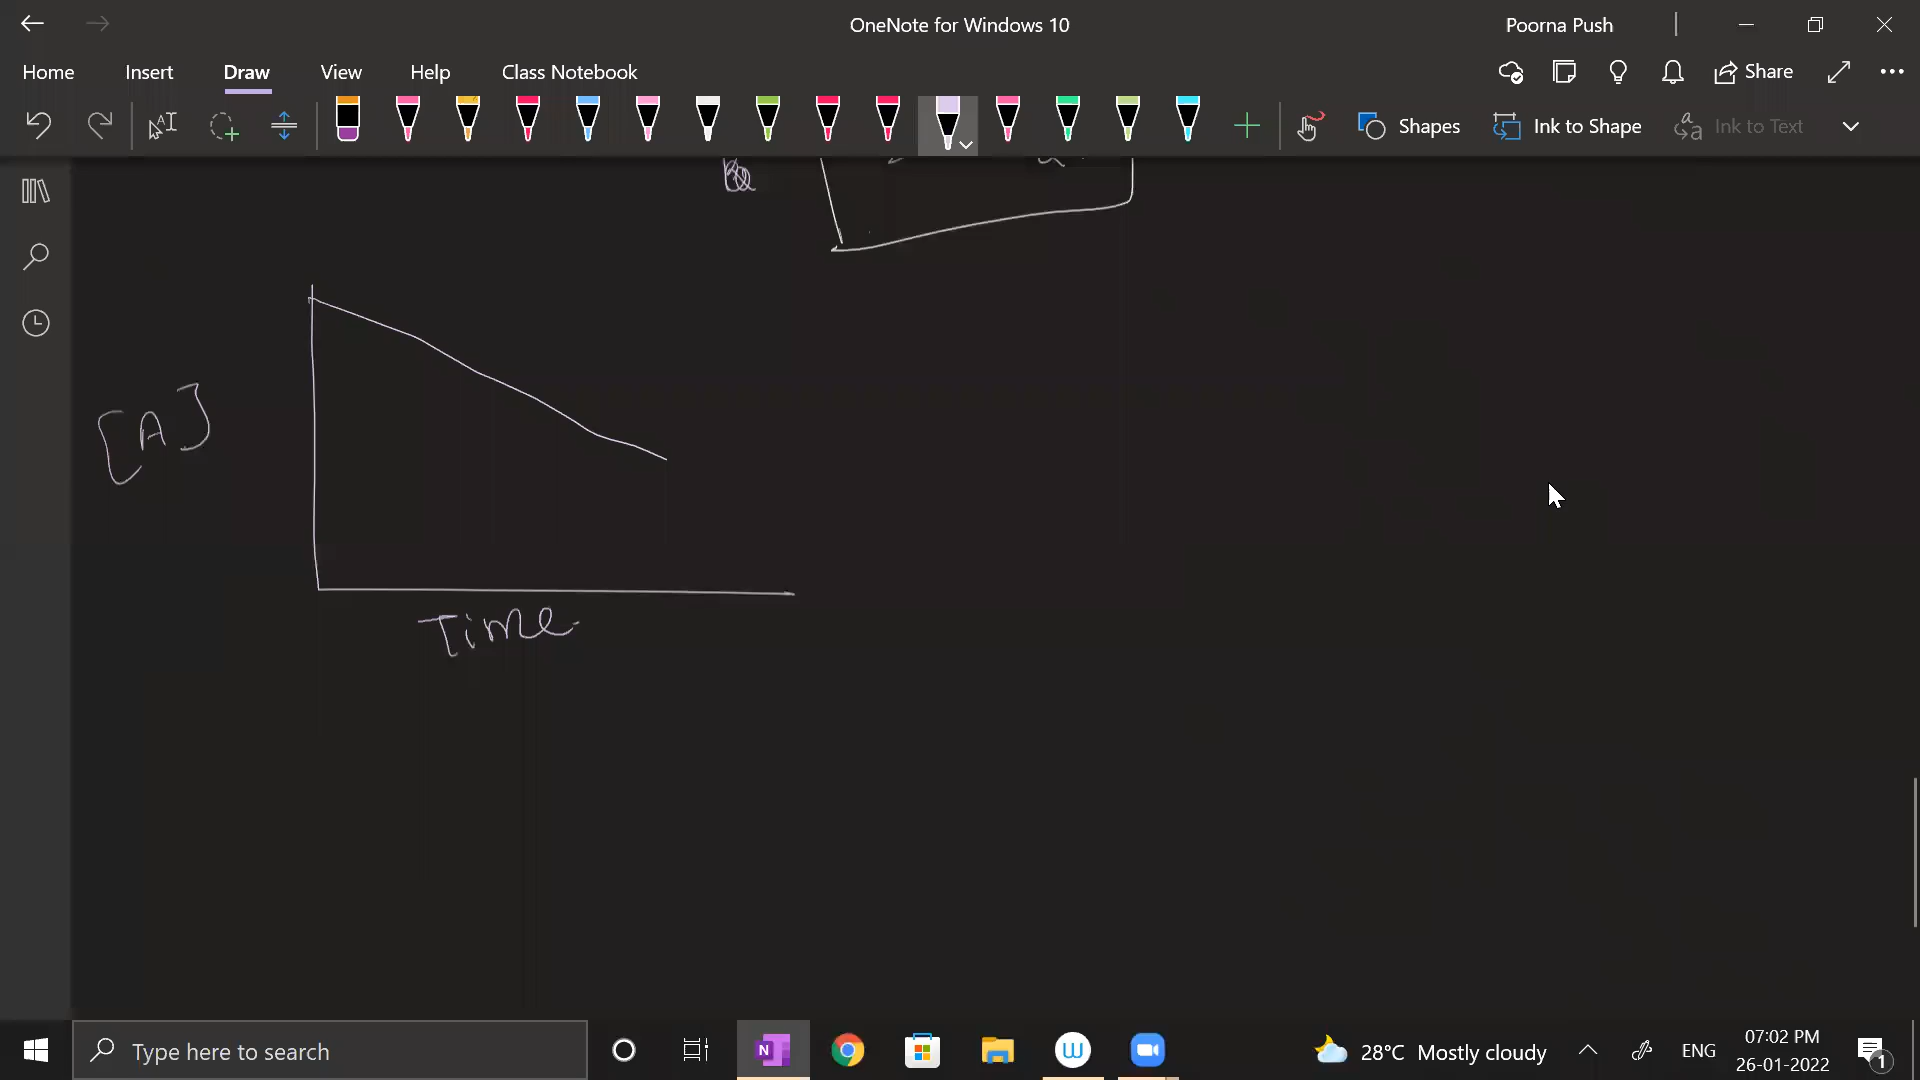 OneNote for Windows 10
Poorna Push
Home Insert Draw View Help Class Notebook
Share
Shapes Ink to Shape Ink to Text
[A]
Time
Type here to search
28°C Mostly cloudy
ENG
07:02 PM
26-01-2022
1